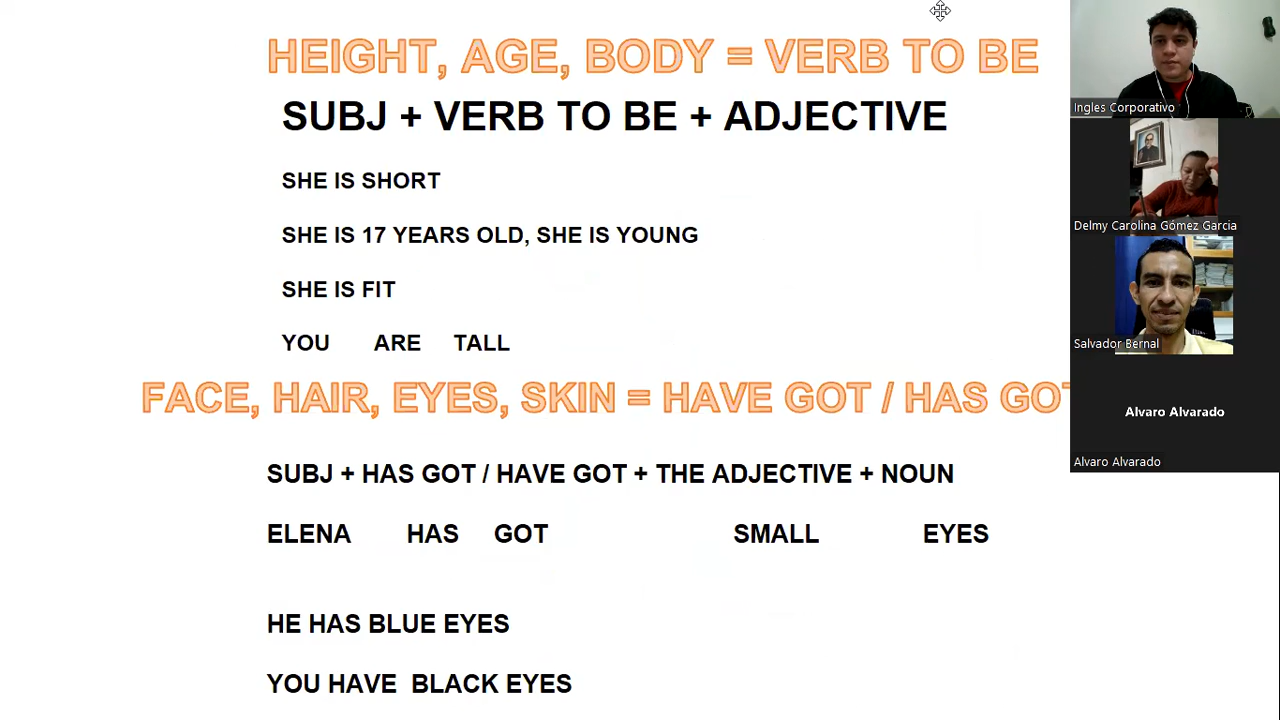 HEIGHT, AGE, BODY = VERB TO BE
SUBJ + VERB TO BE + ADJECTIVE
SHE IS SHORT
SHE IS 17 YEARS OLD, SHE IS YOUNG
SHE IS FIT
YOU ARE TALL
FACE, HAIR, EYES, SKIN = HAVE GOT / HAS GOT
SUBJ + HAS GOT / HAVE GOT + THE ADJECTIVE + NOUN
ELENA HAS GOT SMALL EYES
HE HAS BLUE EYES
YOU HAVE BLACK EYES
Ingles Corporativo
Delmy Carolina Gómez Garcia
Salvador Bernal
Alvaro Alvarado
Alvaro Alvarado